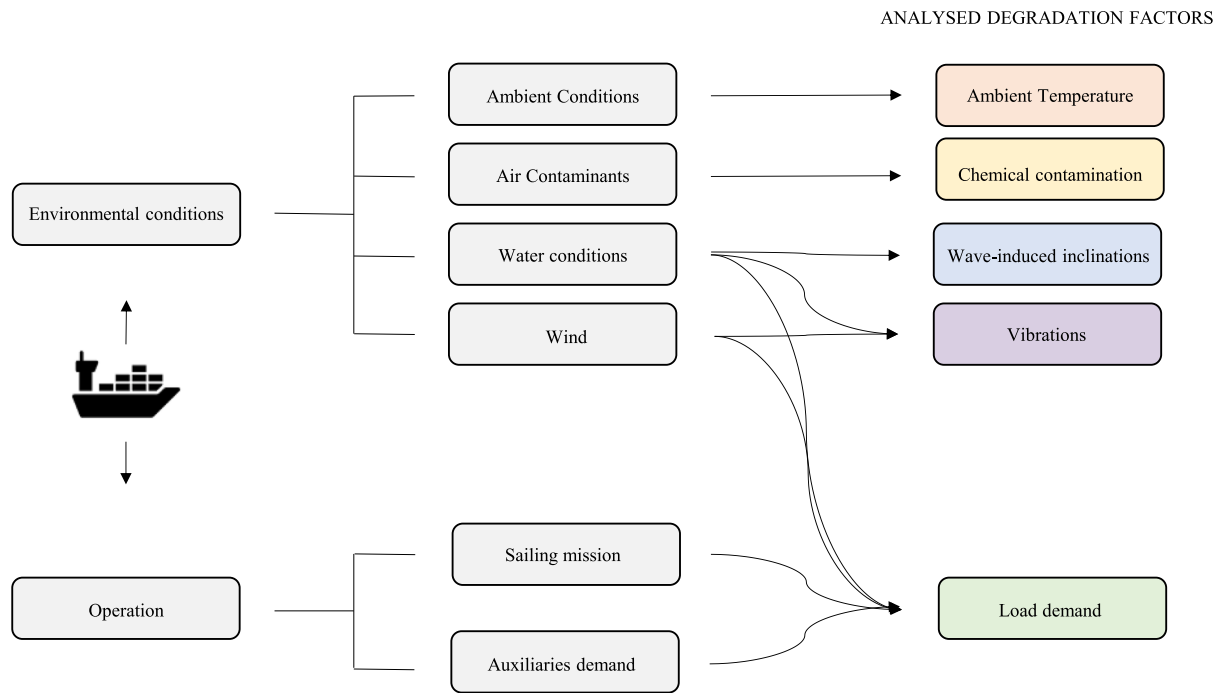 ANALYSED DEGRADATION FACTORS
Ambient Conditions
Ambient Temperature
Air Contaminants
Chemical contamination
Environmental conditions
Water conditions
Wave-induced inclinations
Wind
Vibrations
Sailing mission
Operation
Load demand
Auxiliaries demand